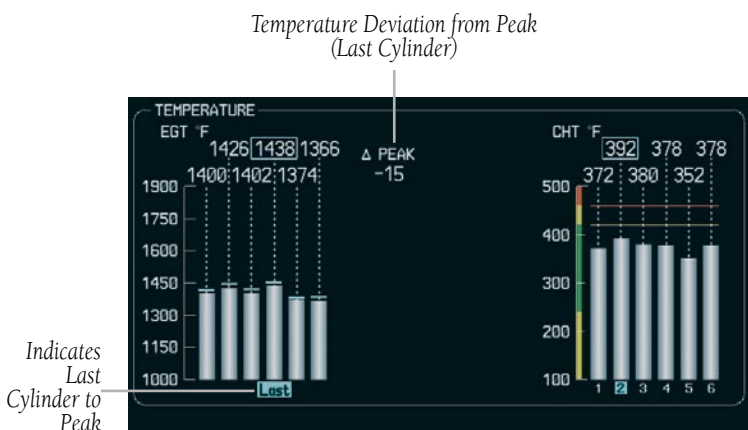 Temperature Deviation from Peak
(Last Cylinder)
TEMPERATURE
EGT °F
1426 1438 1366
1400 1402 1374
Δ PEAK
-15
1900
1750
1600
1450
1300
1150
1000
Last
Indicates
Last
Cylinder to
Peak
CHT °F
392 378 378
372 380 352
500
400
300
200
100
1 2 3 4 5 6